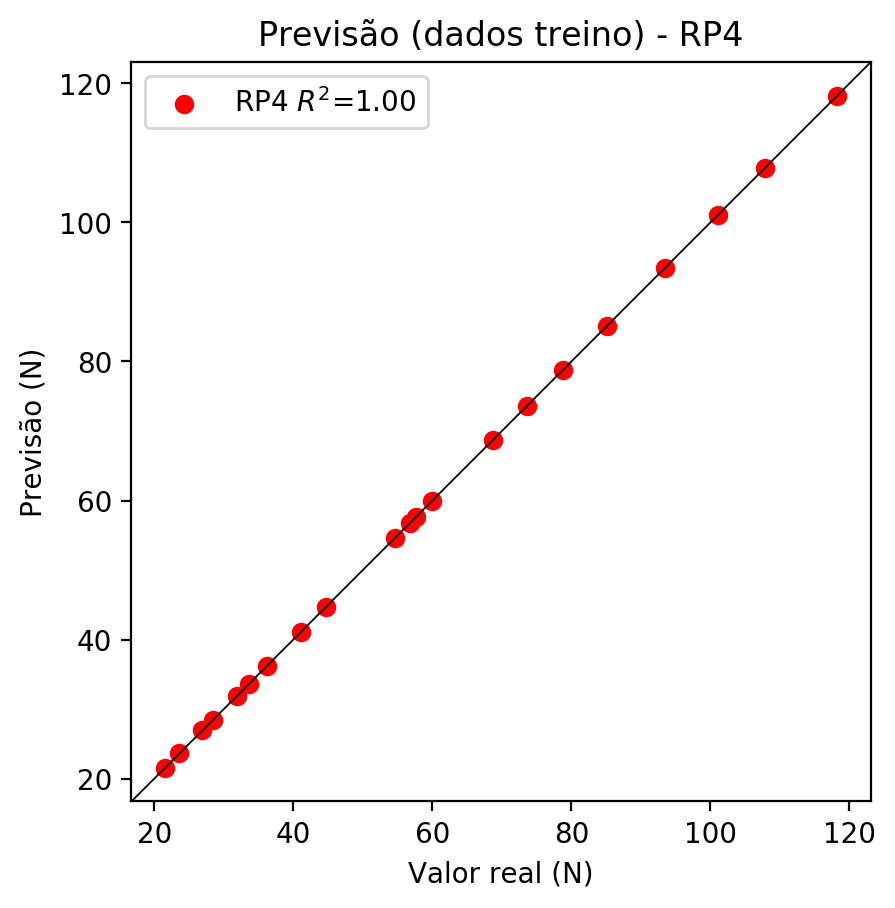 Previsão (dados treino) - RP4
RP4 R²=1.00
120
100
80
60
40
20
Previsão (N)
20 40 60 80 100 120
Valor real (N)